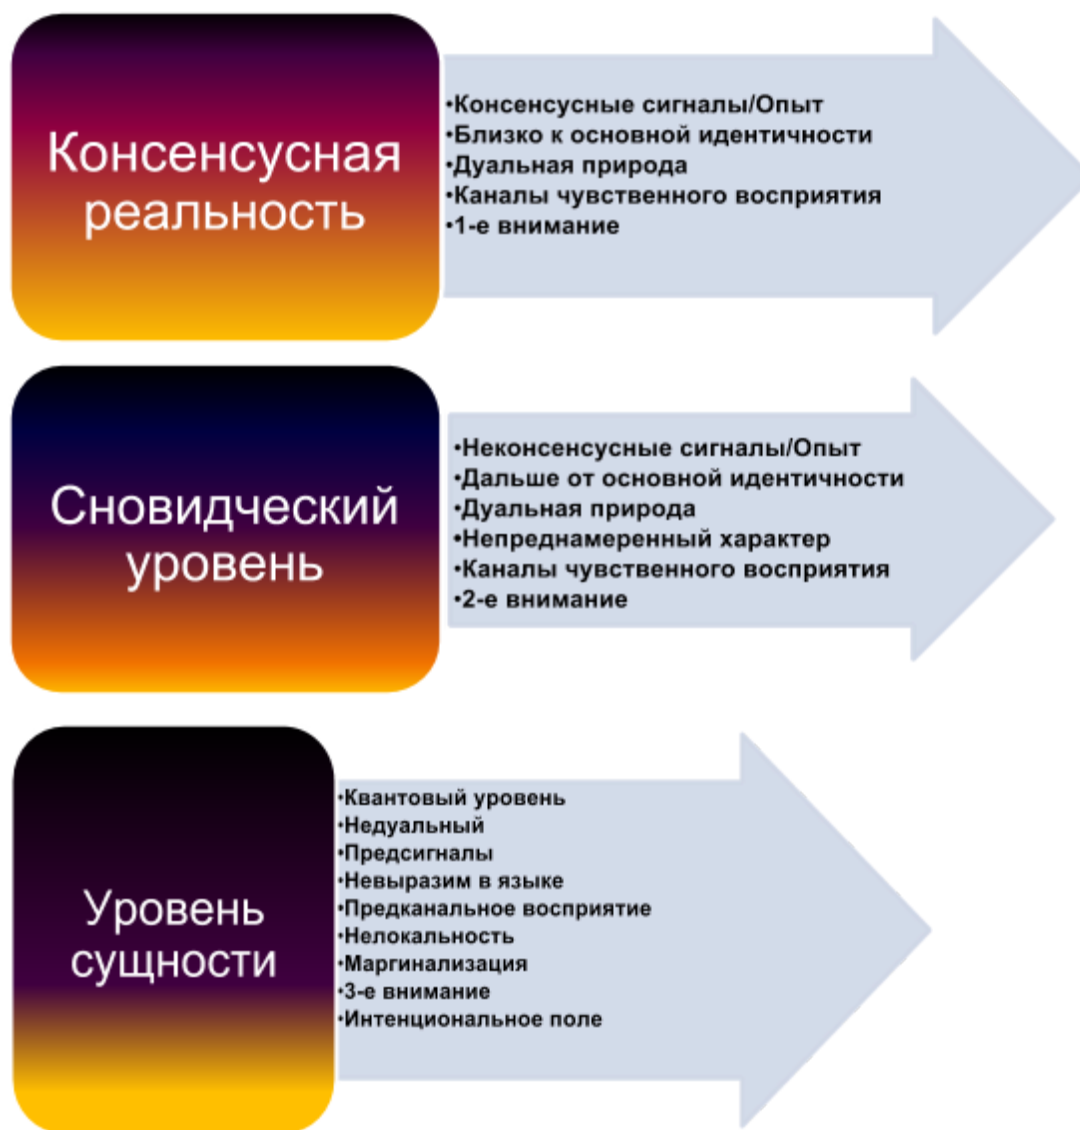 Консенсусная
реальность
•Консенсусные сигналы/Опыт
•Близко к основной идентичности
•Дуальная природа
•Каналы чувственного восприятия
•1-е внимание
Сновидческий
уровень
•Неконсенсусные сигналы/Опыт
•Дальше от основной идентичности
•Дуальная природа
•Непреднамеренный характер
•Каналы чувственного восприятия
•2-е внимание
Уровень
сущности
•Квантовый уровень
•Недуальный
•Предсигналы
•Невыразим в языке
•Предканальное восприятие
•Нелокальность
•Маргинализация
•3-е внимание
•Интенциональное поле